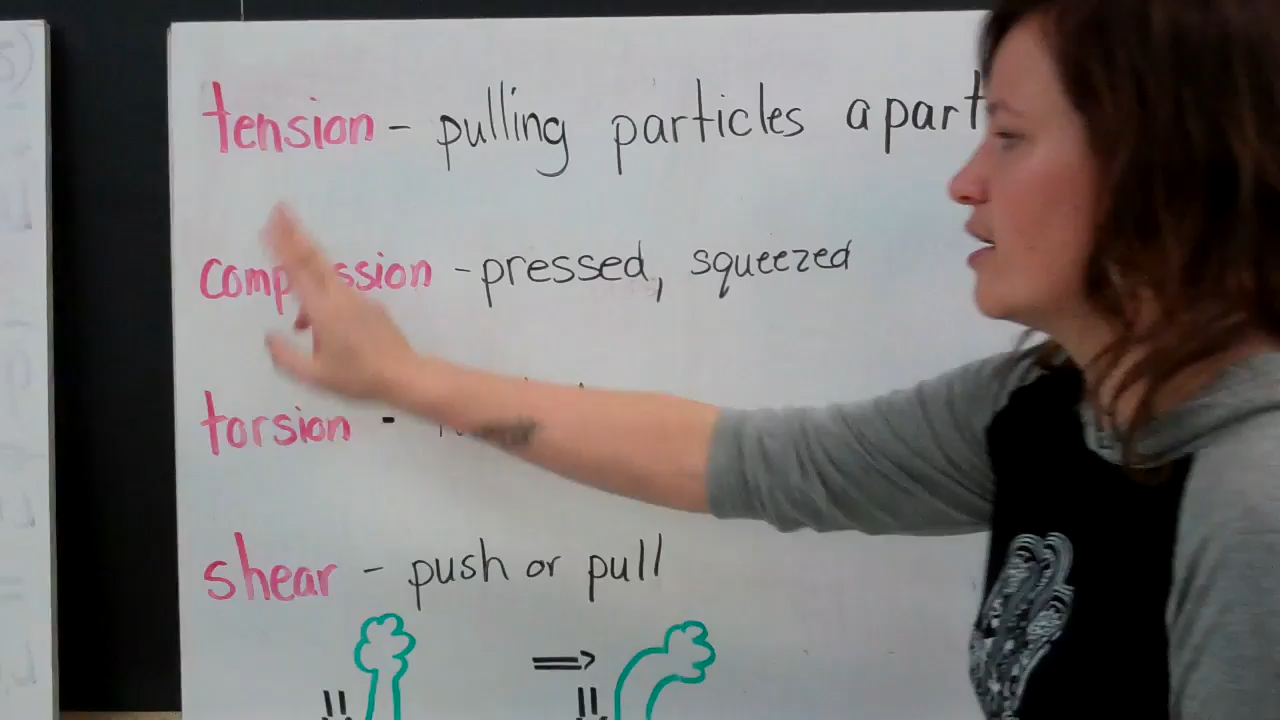 tension - pulling particles apart
compression - pressed, squeezed
torsion -
shear - push or pull